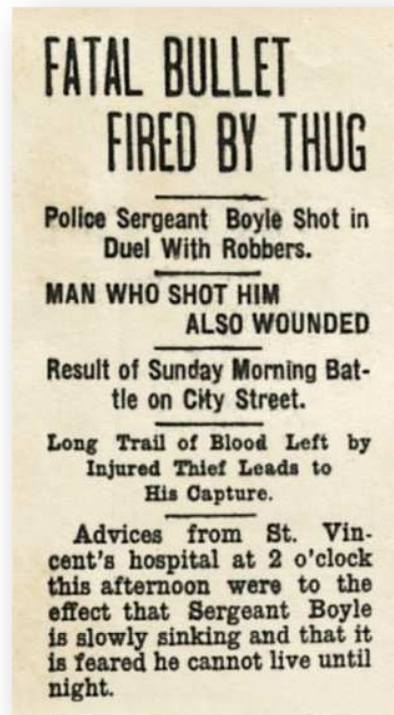 FATAL BULLET
FIRED BY THUG
Police Sergeant Boyle Shot in
Duel With Robbers.
MAN WHO SHOT HIM
ALSO WOUNDED
Result of Sunday Morning Bat-
tle on City Street.
Long Trail of Blood Left by
Injured Thief Leads to
His Capture.
Advices from St. Vin-
cent's hospital at 2 o'clock
this afternoon were to the
effect that Sergeant Boyle
is slowly sinking and that it
is feared he cannot live until
night.